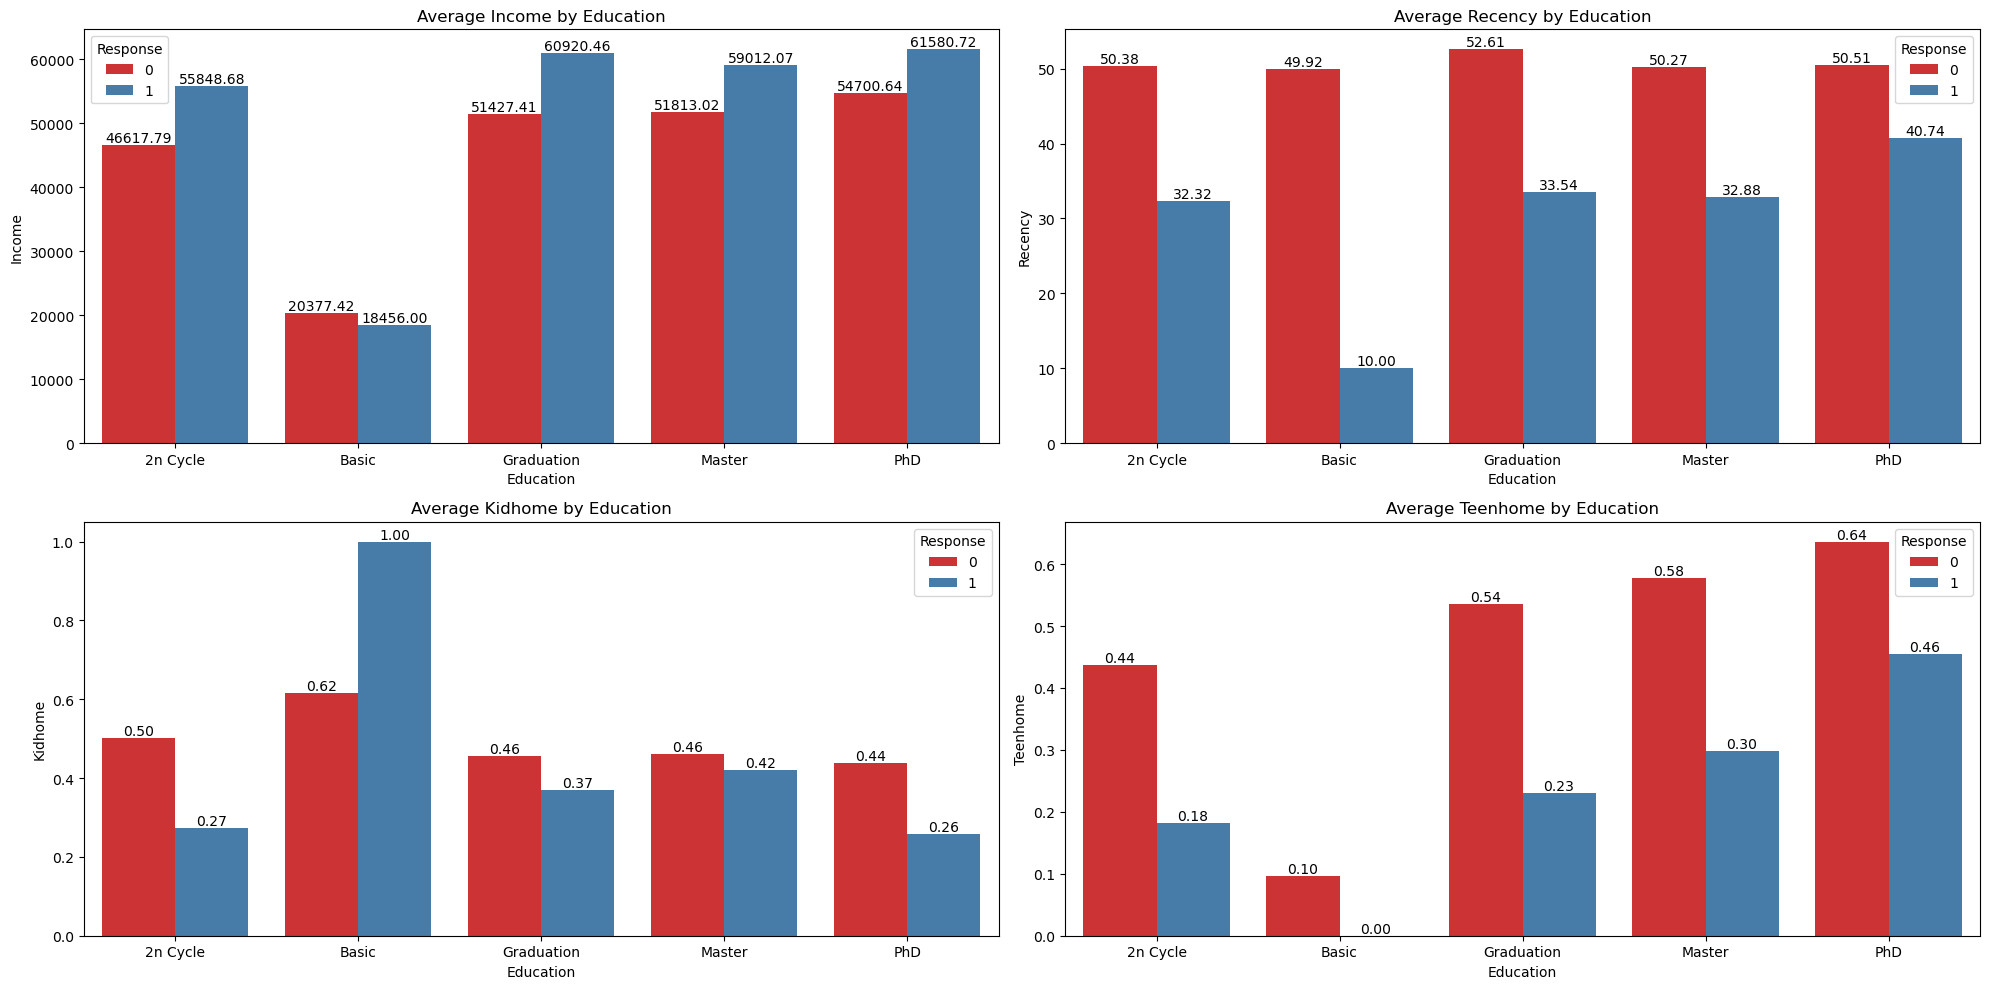 Average Income by Education
Response
0
1
60000
50000
40000
30000
20000
10000
0
Income
46617.79
55848.68
20377.42
18456.00
51427.41
60920.46
51813.02
59012.07
54700.64
61580.72
2n Cycle
Basic
Graduation
Master
PhD
Education
Average Recency by Education
Response
0
1
50
40
30
20
10
0
Recency
50.38
32.32
49.92
10.00
52.61
33.54
50.27
32.88
50.51
40.74
2n Cycle
Basic
Graduation
Master
PhD
Education
Average Kidhome by Education
Response
0
1
1.0
0.8
0.6
0.4
0.2
0.0
Kidhome
0.50
0.27
0.62
1.00
0.46
0.37
0.46
0.42
0.44
0.26
2n Cycle
Basic
Graduation
Master
PhD
Education
Average Teenhome by Education
Response
0
1
0.6
0.5
0.4
0.3
0.2
0.1
0.0
Teenhome
0.44
0.18
0.10
0.00
0.54
0.23
0.58
0.30
0.64
0.46
2n Cycle
Basic
Graduation
Master
PhD
Education